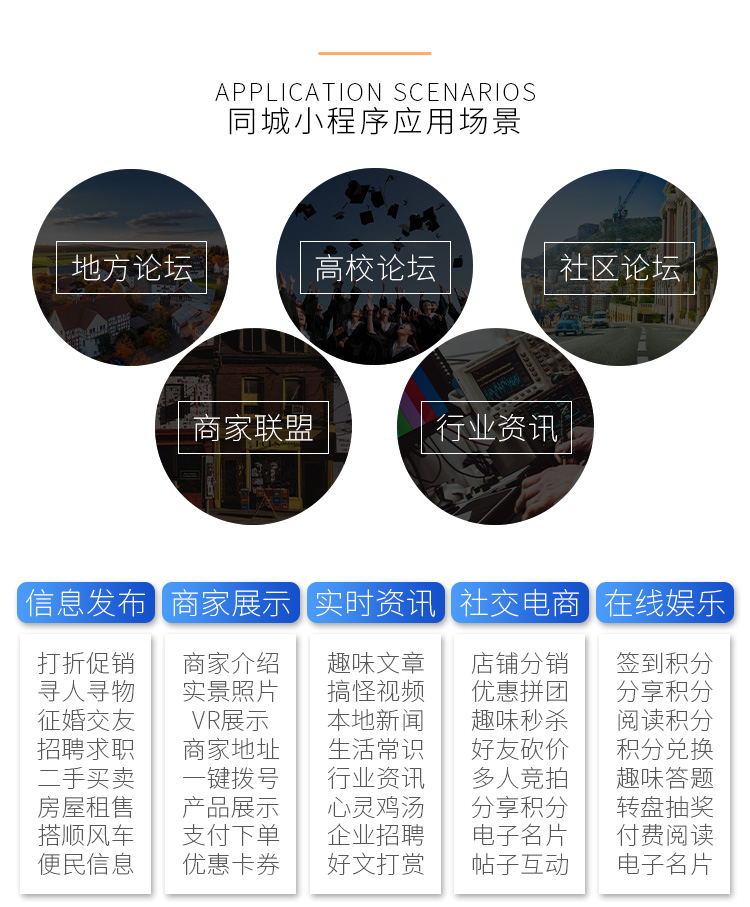 APPLICATION SCENARIOS
同城小程序应用场景
地方论坛
高校论坛
社区论坛
商家联盟
行业资讯
信息发布
打折促销
寻人寻物
征婚交友
招聘求职
二手买卖
房屋租售
搭顺风车
便民信息
商家展示
商家介绍
实景照片
VR展示
商家地址
一键拨号
产品展示
支付下单
优惠卡券
实时资讯
趣味文章
搞怪视频
本地新闻
生活常识
行业资讯
心灵鸡汤
企业招聘
好文打赏
社交电商
店铺分销
优惠拼团
趣味秒杀
好友砍价
多人竞拍
分享积分
电子名片
帖子互动
在线娱乐
签到积分
分享积分
阅读积分
积分兑换
趣味答题
转盘抽奖
付费阅读
电子名片